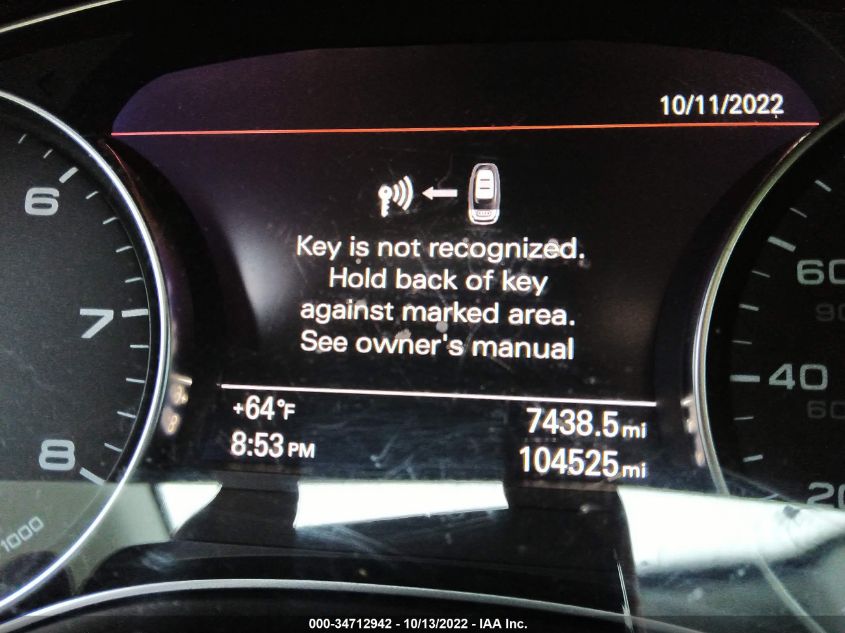 10/11/2022
Key is not recognized.
Hold back of key
against marked area.
See owner's manual
+64°F
7438.5 mi
8:53 PM
104525 mi
6
7
8
1000
60
40
60
20
000-34712942 - 10/13/2022 - IAA Inc.